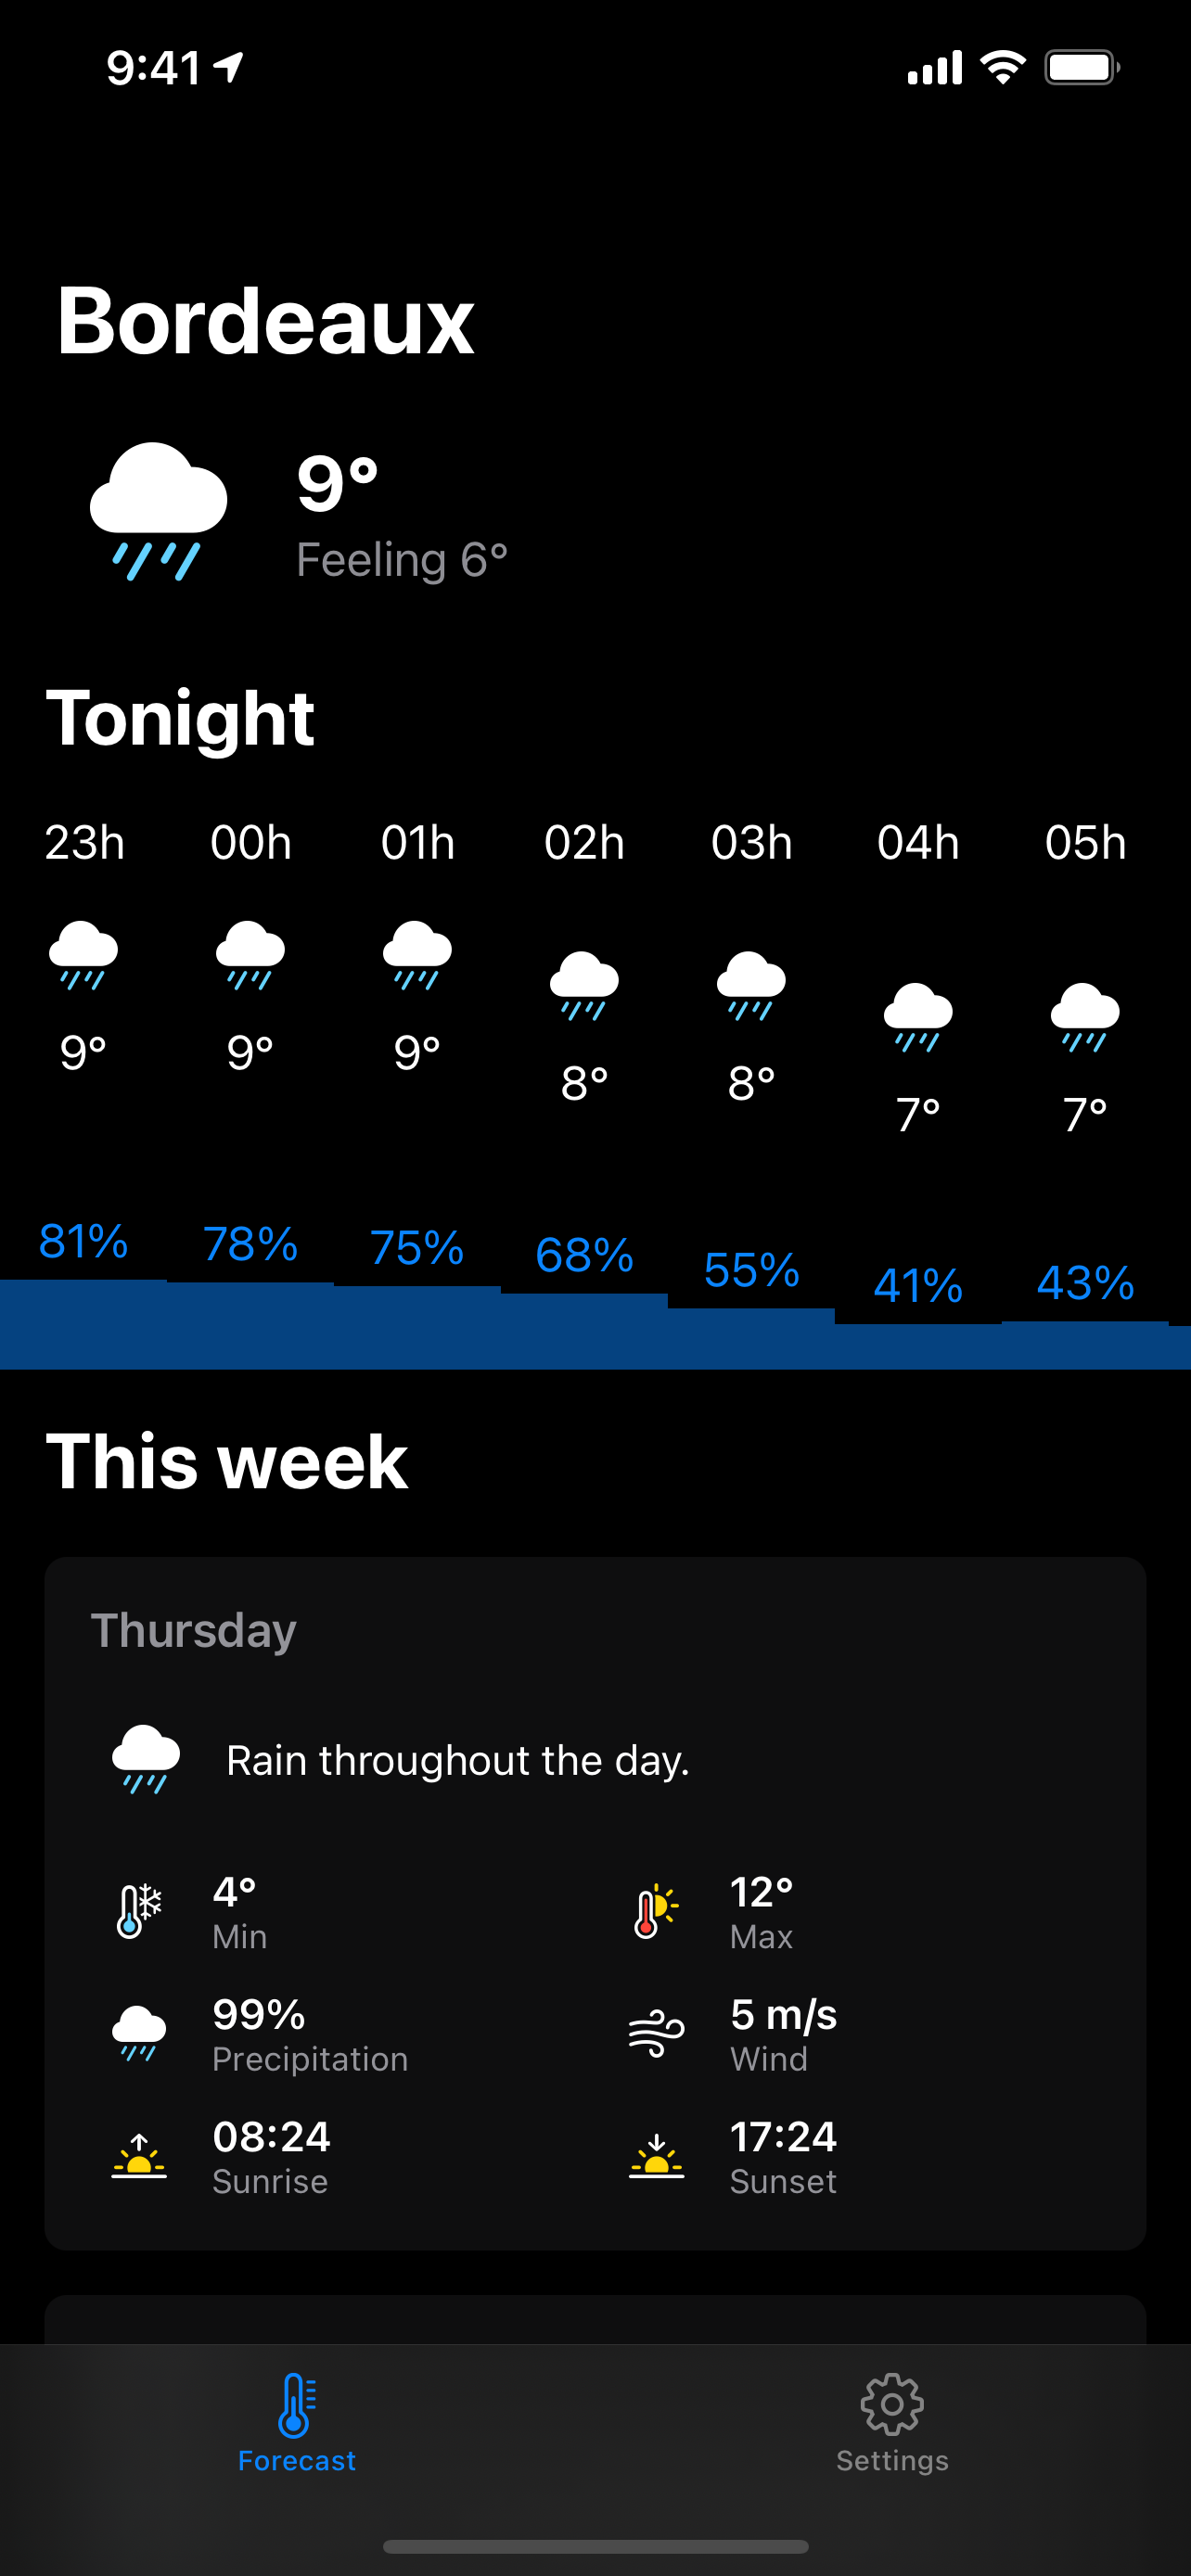 9:41
Bordeaux
9°
Feeling 6°
Tonight
23h 00h 01h 02h 03h 04h 05h
9° 9° 9° 8° 8° 7° 7°
81% 78% 75% 68% 55% 41% 43%
This week
Thursday
Rain throughout the day.
4° 12°
Min Max
99% 5 m/s
Precipitation Wind
08:24 17:24
Sunrise Sunset
Forecast Settings